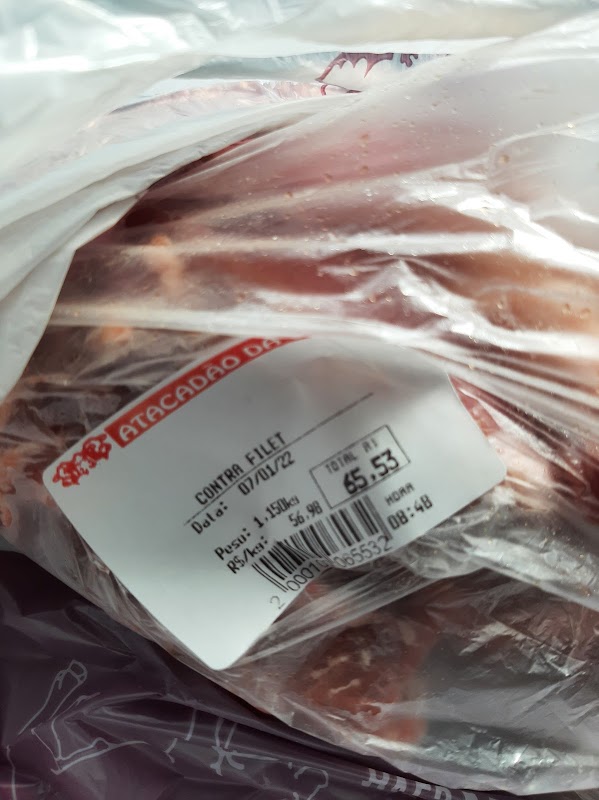 ATACADÃO DA
CONTRA FILET
Data: 07/01/22
TOTAL R$
65,53
Peso: 1,150kg
R$/kg: 56,98
HORA
08:48